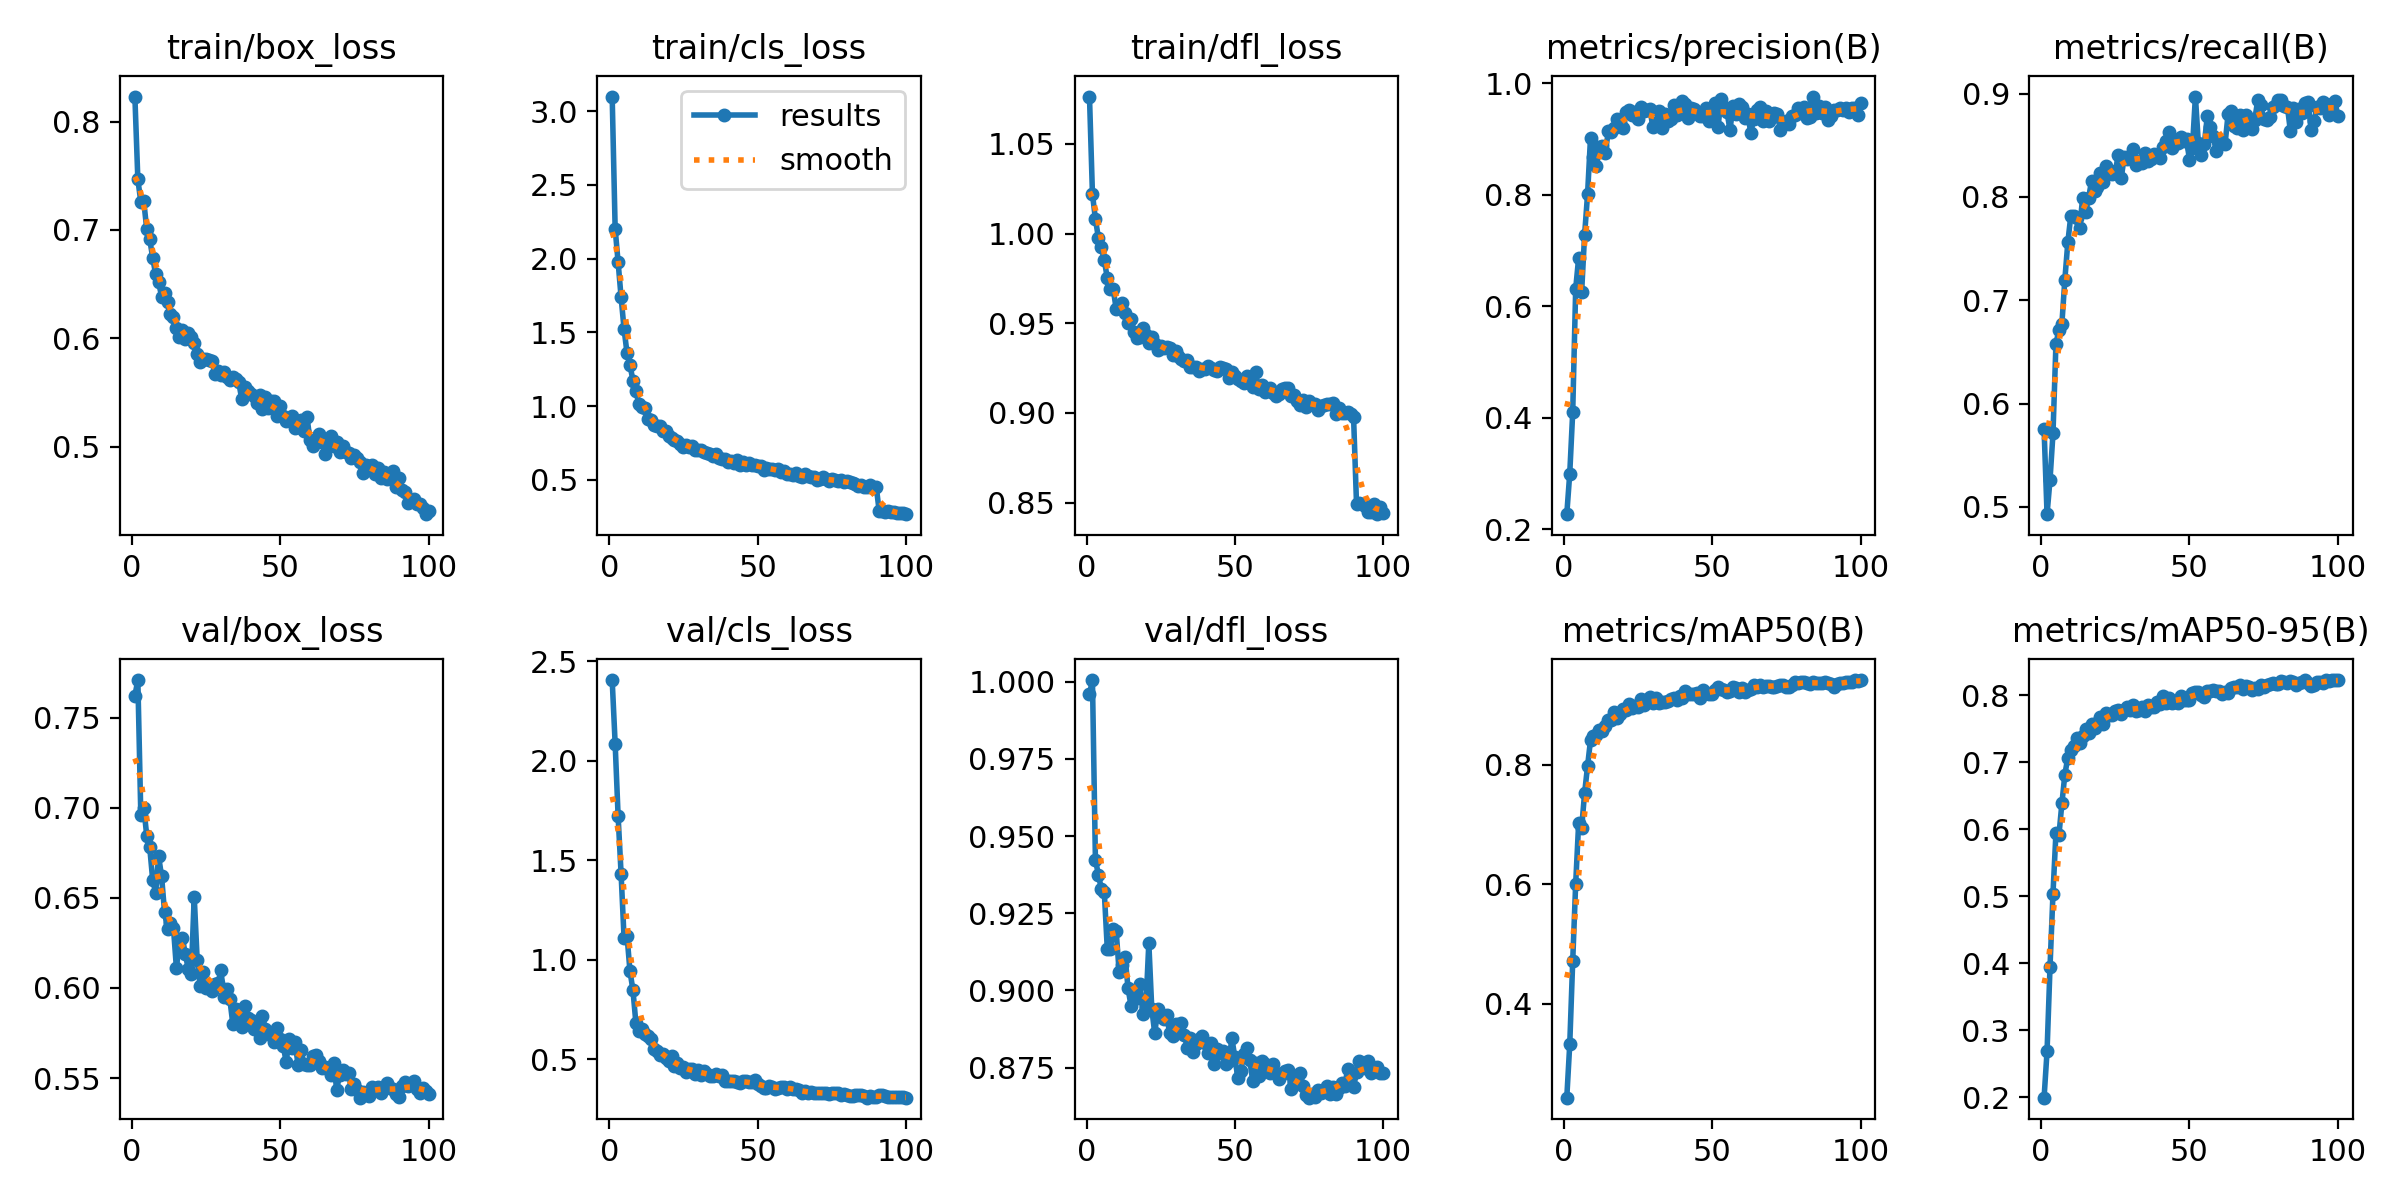 train/box_loss
train/cls_loss
train/dfl_loss
metrics/precision(B)
metrics/recall(B)
0.8
0.7
0.6
0.5
0 50 100
3.0
2.5
2.0
1.5
1.0
0.5
results
smooth
0 50 100
1.05
1.00
0.95
0.90
0.85
0 50 100
1.0
0.8
0.6
0.4
0.2
0 50 100
0.9
0.8
0.7
0.6
0.5
0 50 100
val/box_loss
val/cls_loss
val/dfl_loss
metrics/mAP50(B)
metrics/mAP50-95(B)
0.75
0.70
0.65
0.60
0.55
0 50 100
2.5
2.0
1.5
1.0
0.5
0 50 100
1.000
0.975
0.950
0.925
0.900
0.875
0 50 100
0.8
0.6
0.4
0 50 100
0.8
0.7
0.6
0.5
0.4
0.3
0.2
0 50 100